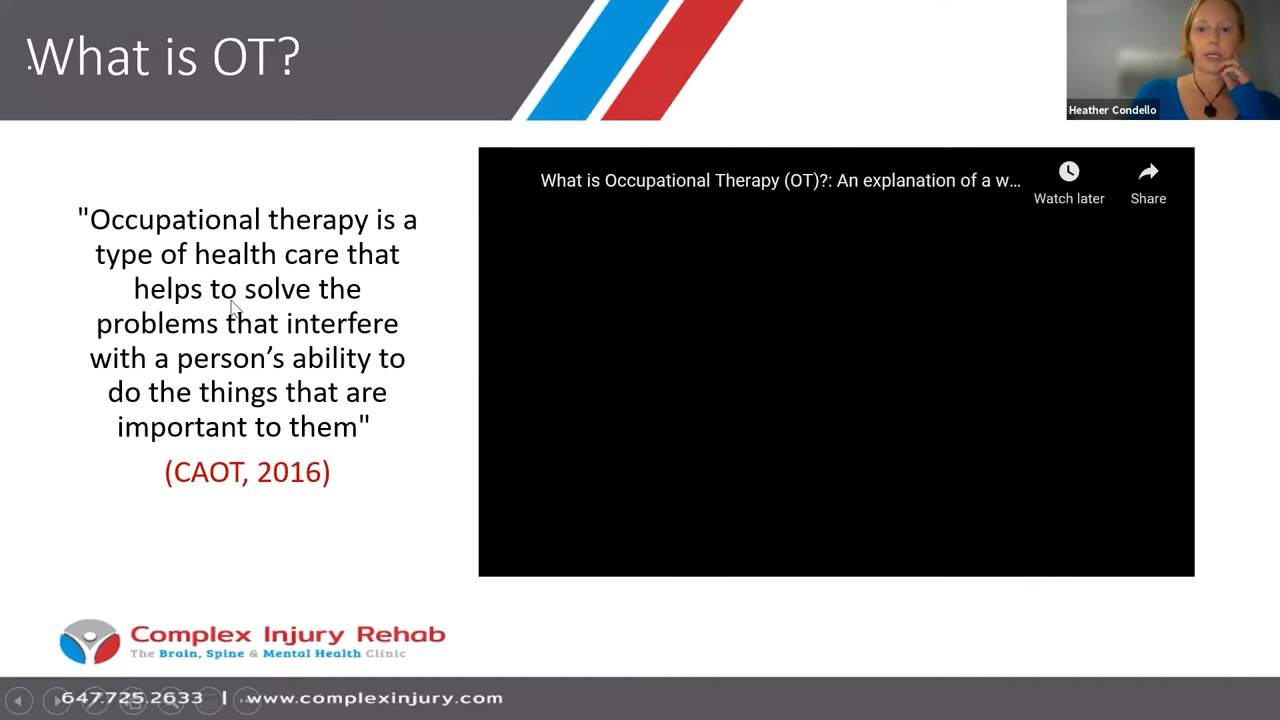 What is OT?
Heather Condello
"Occupational therapy is a
type of health care that
helps to solve the
problems that interfere
with a person’s ability to
do the things that are
important to them"
(CAOT, 2016)
What is Occupational Therapy (OT)?: An explanation of a w...
Watch later
Share
Complex Injury Rehab
The Brain, Spine & Mental Health Clinic
647.725.2633 | www.complexinjury.com